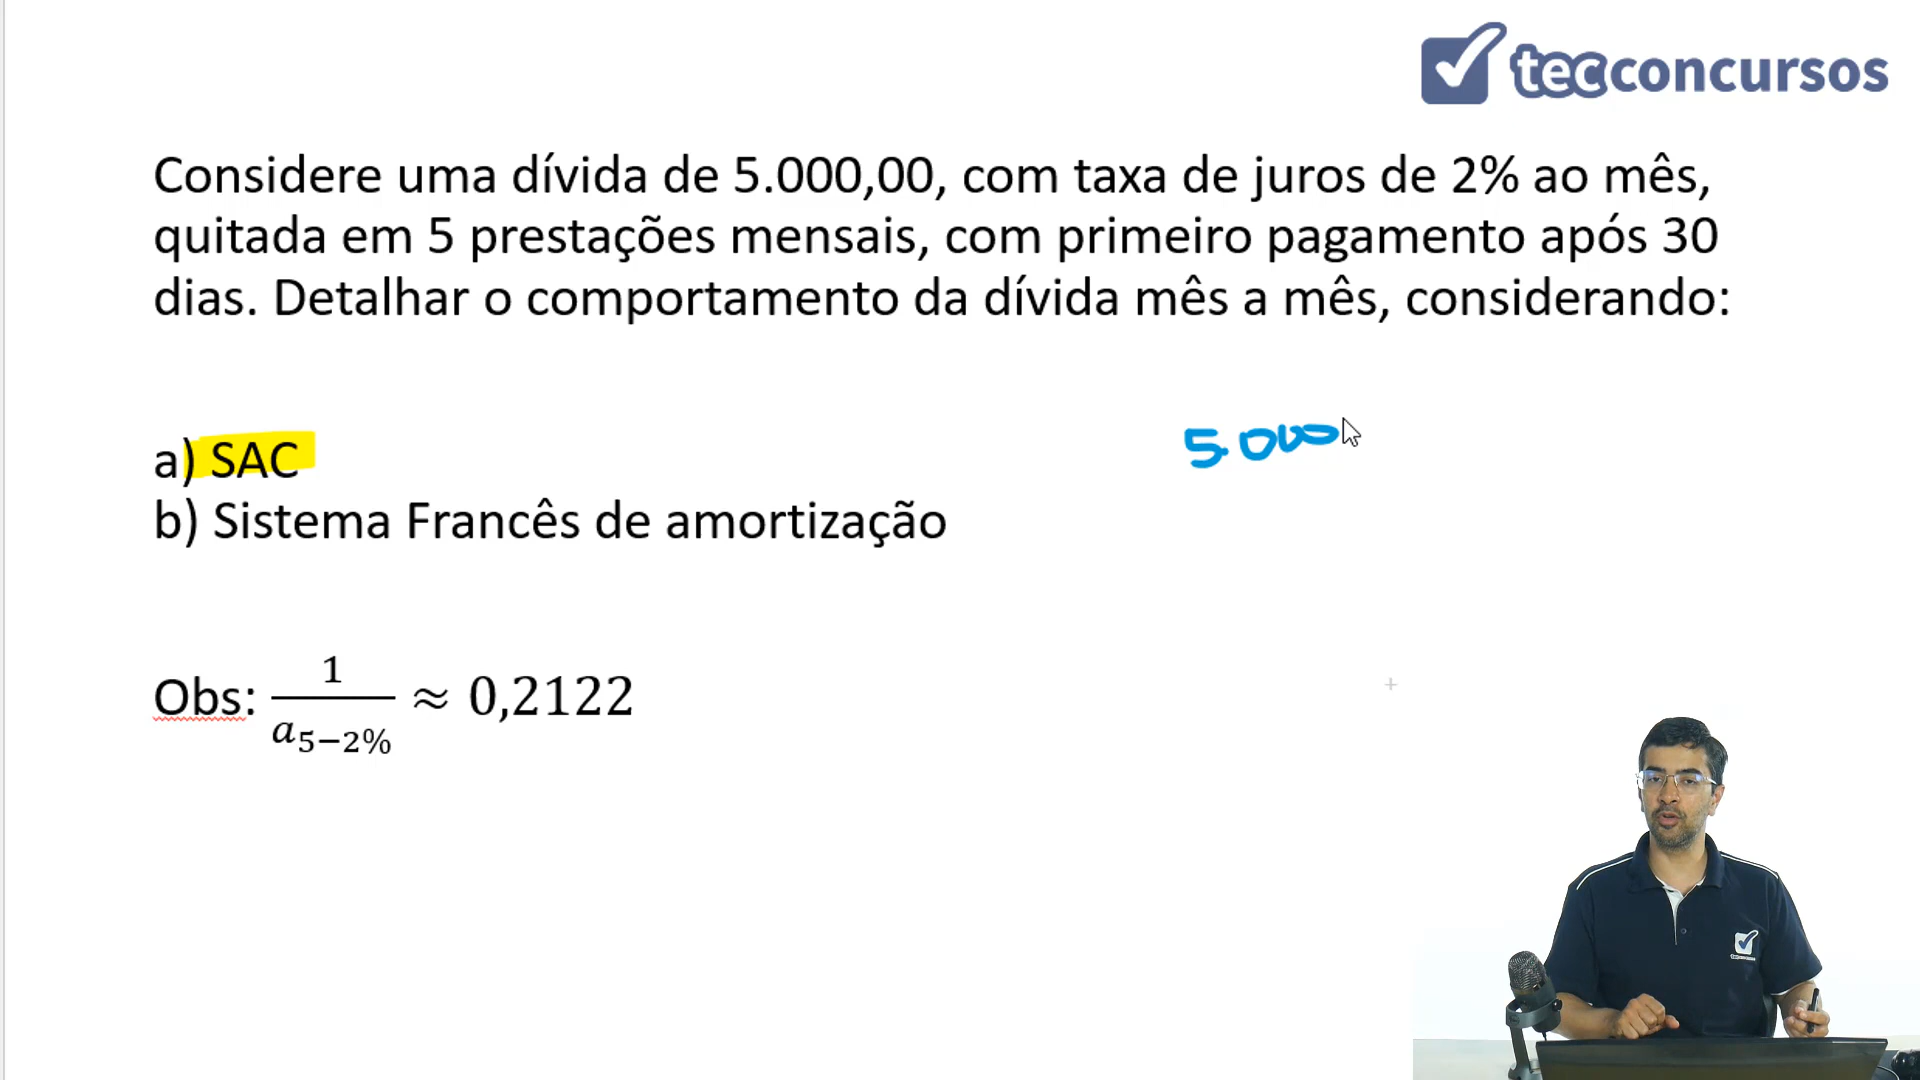 tecconcursos
Considere uma dívida de 5.000,00, com taxa de juros de 2% ao mês,
quitada em 5 prestações mensais, com primeiro pagamento após 30
dias. Detalhar o comportamento da dívida mês a mês, considerando:
a) SAC
5.000
b) Sistema Francês de amortização
Obs: 1/a₅₋₂% ≈ 0,2122